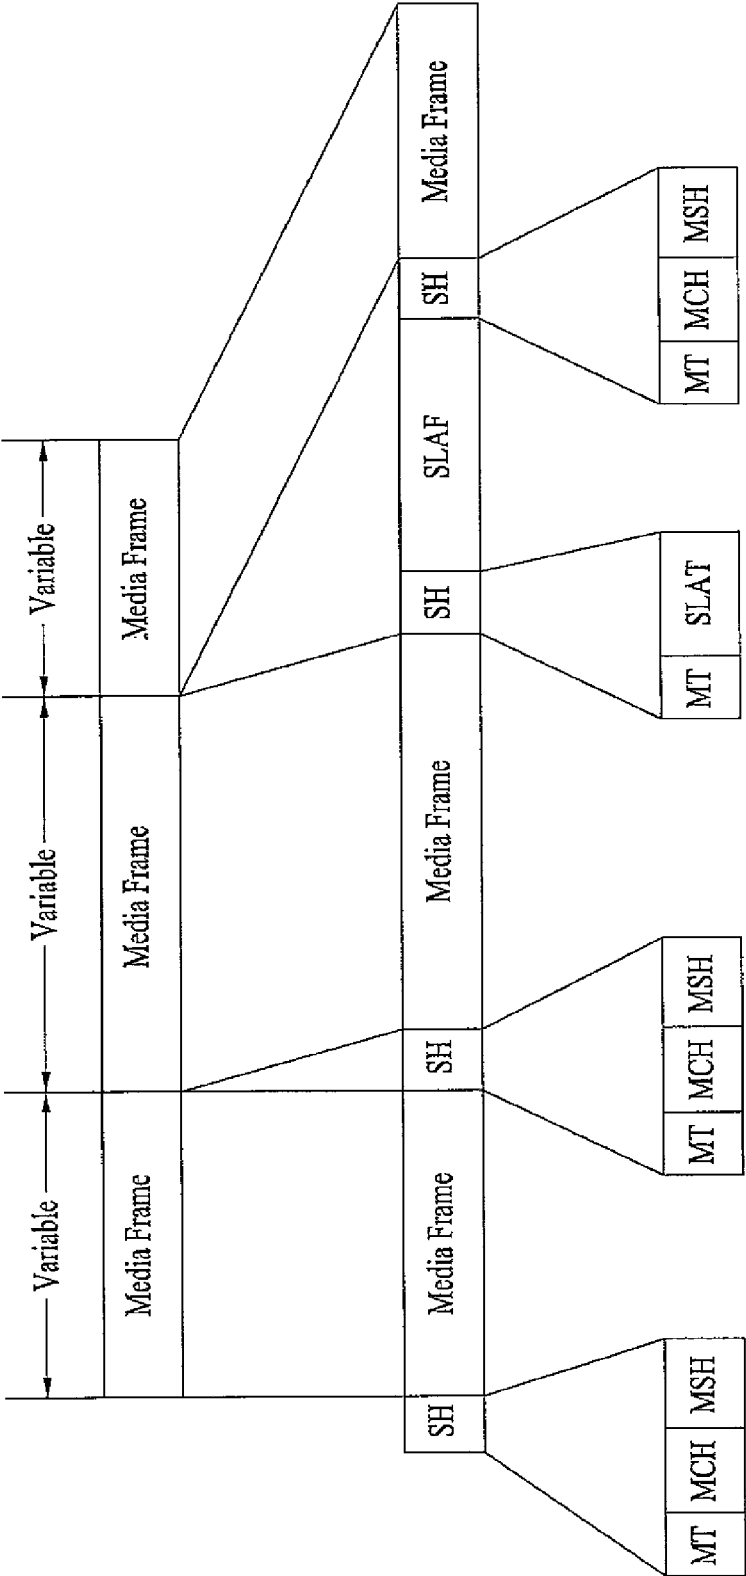 Variable Variable Variable
Media Frame Media Frame Media Frame
SH Media Frame SH Media Frame SH SLAF SH Media Frame
MT MCH MSH MT MCH MSH MT SLAT MT MCH MSH